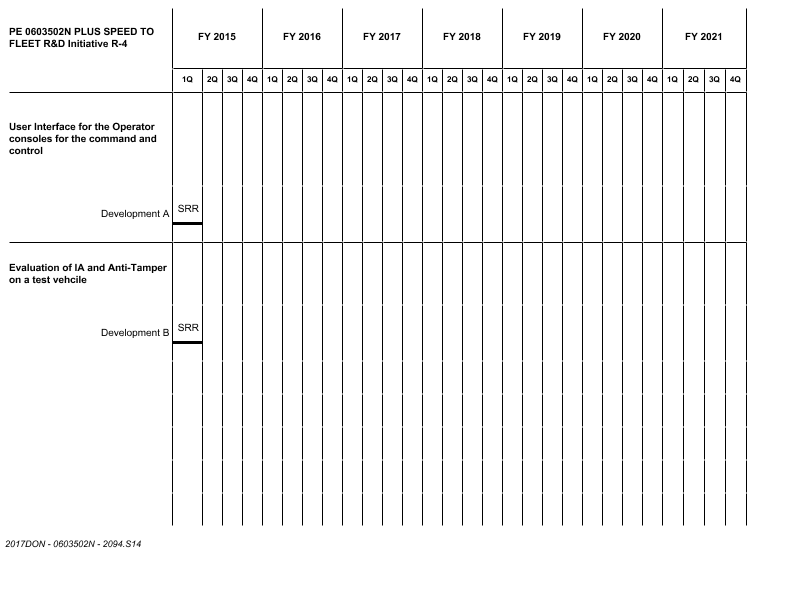 PE 0603502N PLUS SPEED TO
FLEET R&D Initiative R-4
FY 2015 FY 2016 FY 2017 FY 2018 FY 2019 FY 2020 FY 2021
1Q 2Q 3Q 4Q 1Q 2Q 3Q 4Q 1Q 2Q 3Q 4Q 1Q 2Q 3Q 4Q 1Q 2Q 3Q 4Q 1Q 2Q 3Q 4Q 1Q 2Q 3Q 4Q
User Interface for the Operator
consoles for the command and
control
Development A SRR
Evaluation of IA and Anti-Tamper
on a test vehcile
Development B SRR
2017DON - 0603502N - 2094.S14